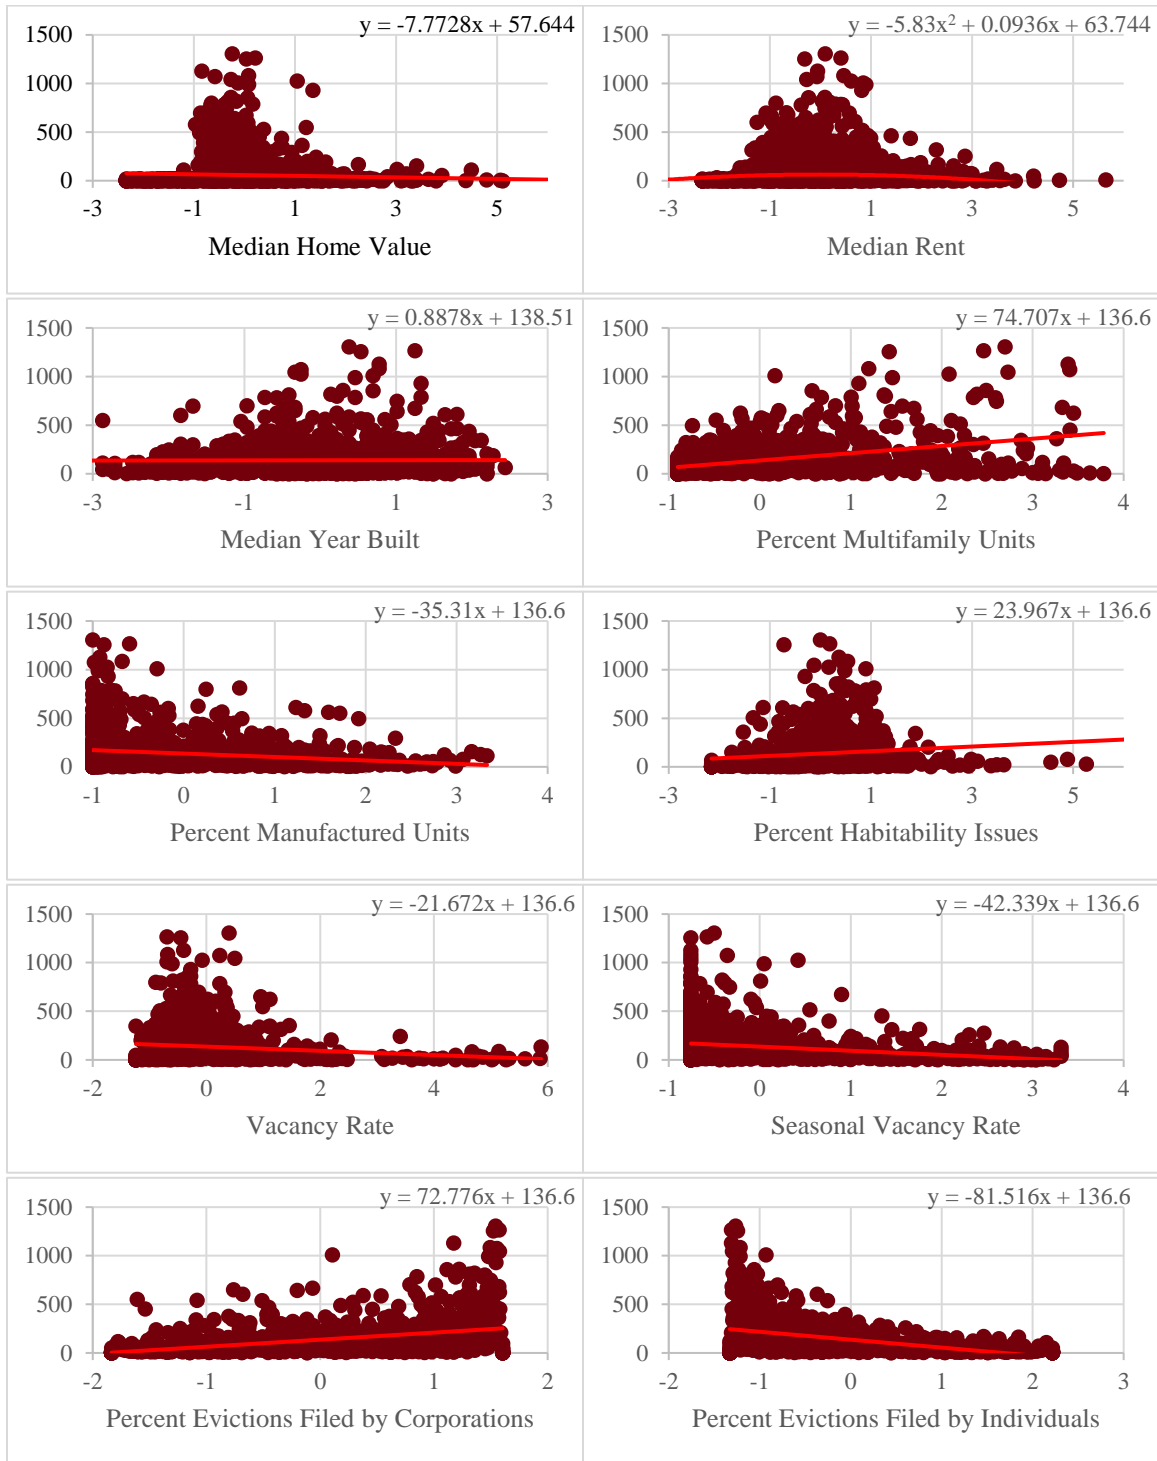 y = -7.7728x + 57.644
1500
1000
500
0
-3 -1 1 3 5
Median Home Value
y = -5.83x² + 0.0936x + 63.744
1500
1000
500
0
-3 -1 1 3 5
Median Rent
y = 0.8878x + 138.51
1500
1000
500
0
-3 -1 1 3
Median Year Built
y = 74.707x + 136.6
1500
1000
500
0
-1 0 1 2 3 4
Percent Multifamily Units
y = -35.31x + 136.6
1500
1000
500
0
-1 0 1 2 3 4
Percent Manufactured Units
y = 23.967x + 136.6
1500
1000
500
0
-3 -1 1 3 5
Percent Habitability Issues
y = -21.672x + 136.6
1500
1000
500
0
-2 0 2 4 6
Vacancy Rate
y = -42.339x + 136.6
1500
1000
500
0
-1 0 1 2 3 4
Seasonal Vacancy Rate
y = 72.776x + 136.6
1500
1000
500
0
-2 -1 0 1 2
Percent Evictions Filed by Corporations
y = -81.516x + 136.6
1500
1000
500
0
-2 -1 0 1 2 3
Percent Evictions Filed by Individuals